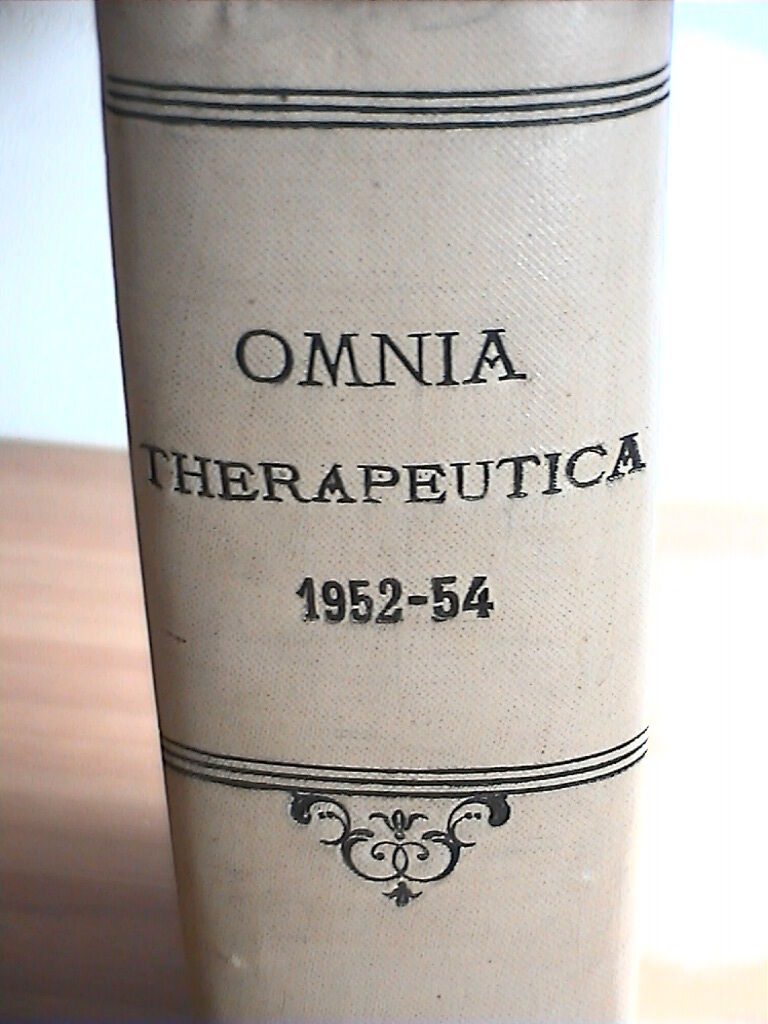 OMNIA
THERAPEUTICA
1952-54